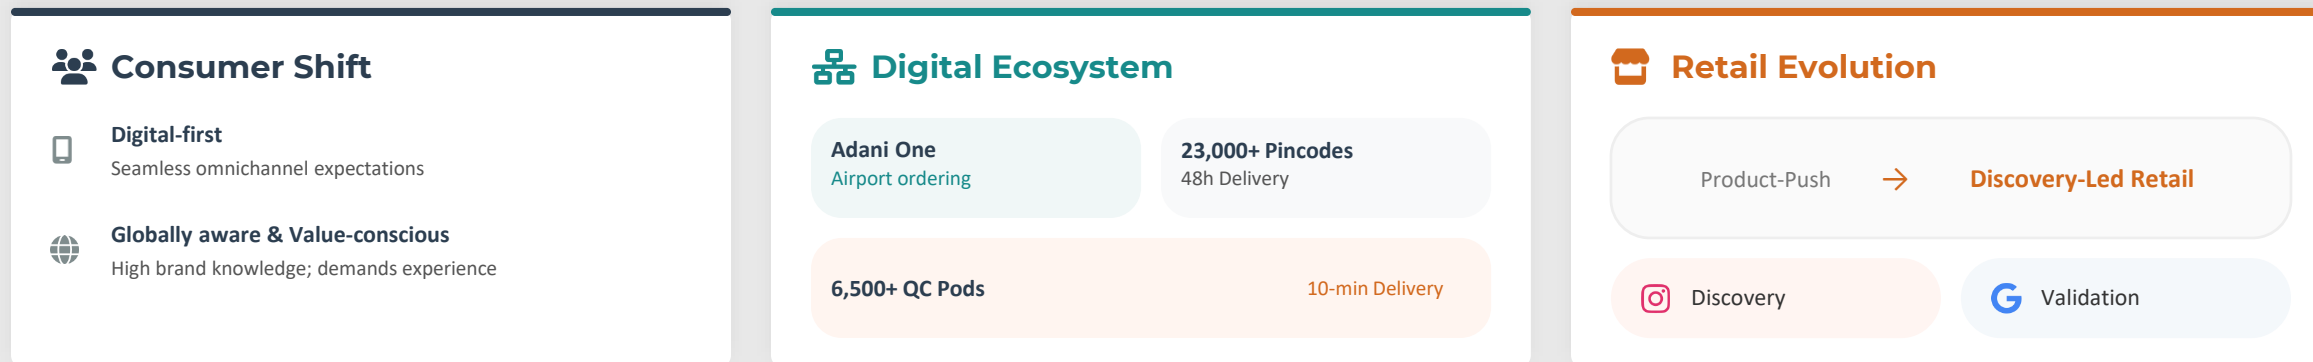 Consumer Shift
Digital-first
Seamless omnichannel expectations
Globally aware & Value-conscious
High brand knowledge; demands experience
Digital Ecosystem
Adani One
Airport ordering
23,000+ Pincodes
48h Delivery
6,500+ QC Pods
10-min Delivery
Retail Evolution
Product-Push
Discovery-Led Retail
Discovery
Validation